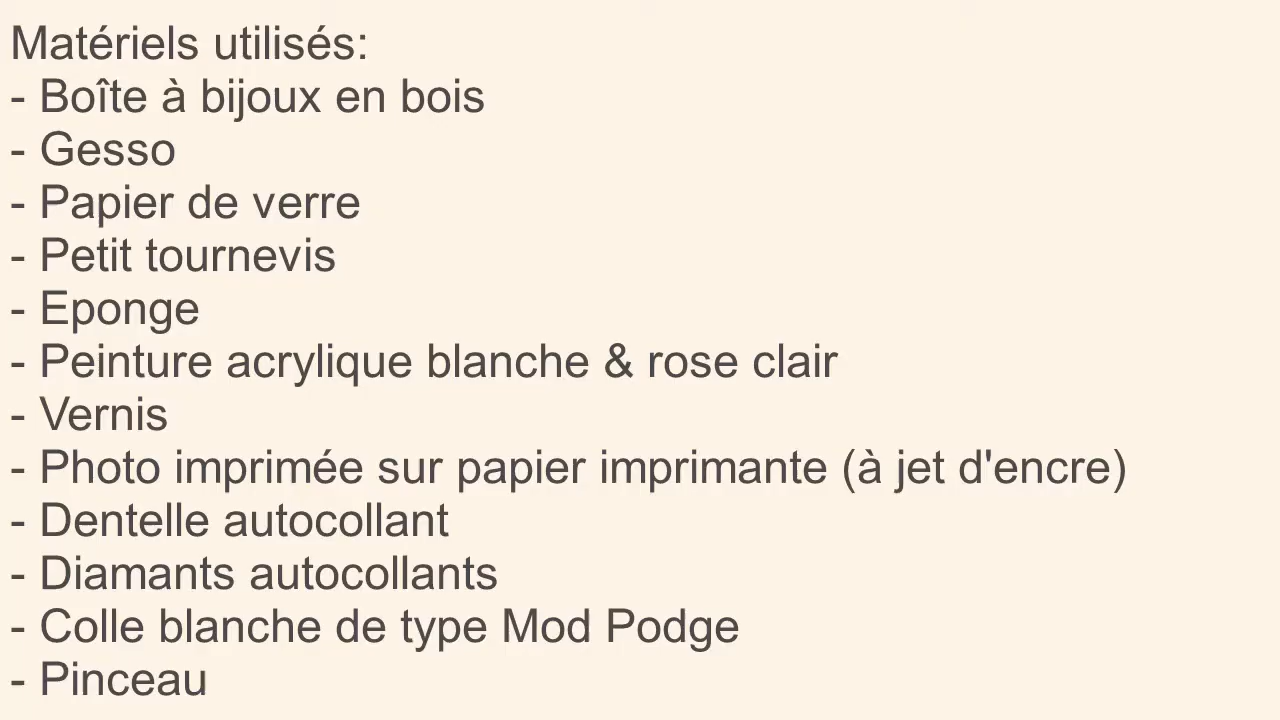 Matériels utilisés:
- Boîte à bijoux en bois
- Gesso
- Papier de verre
- Petit tournevis
- Eponge
- Peinture acrylique blanche & rose clair
- Vernis
- Photo imprimée sur papier imprimante (à jet d'encre)
- Dentelle autocollant
- Diamants autocollants
- Colle blanche de type Mod Podge
- Pinceau